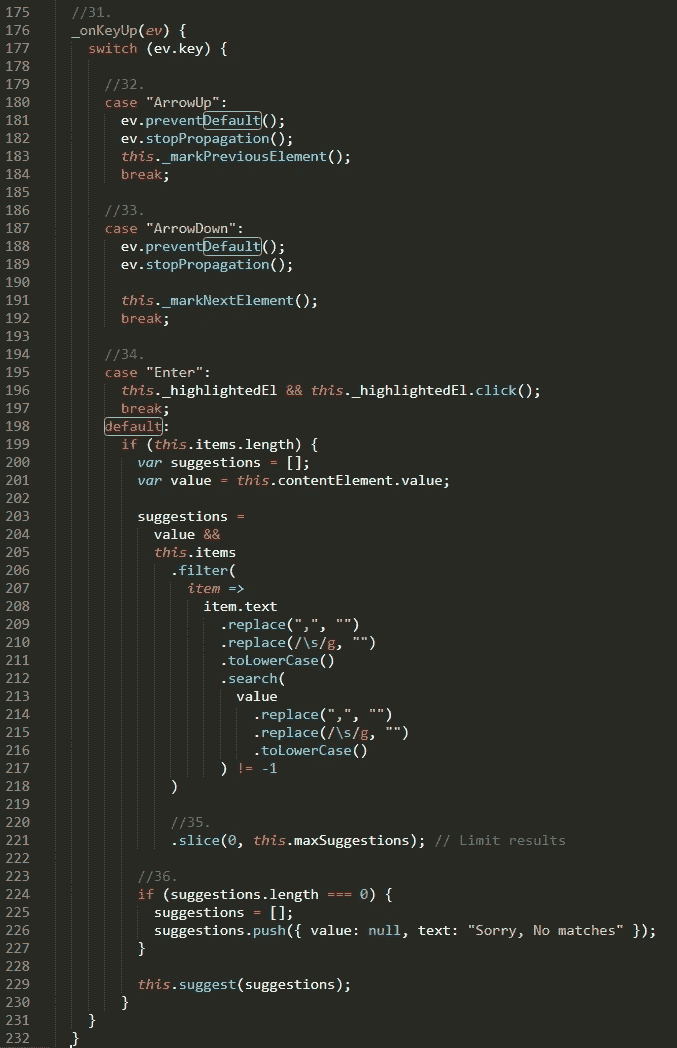 175 //31.
176 _onKeyUp(ev) {
177 switch (ev.key) {
178
179 //32.
180 case "ArrowUp":
181 ev.preventDefault();
182 ev.stopPropagation();
183 this._markPreviousElement();
184 break;
185
186 //33.
187 case "ArrowDown":
188 ev.preventDefault();
189 ev.stopPropagation();
190
191 this._markNextElement();
192 break;
193
194 //34.
195 case "Enter":
196 this._highlightedEl && this._highlightedEl.click();
197 break;
198 default:
199 if (this.items.length) {
200 var suggestions = [];
201 var value = this.contentElement.value;
202
203 suggestions =
204 value &&
205 this.items
206 .filter(
207 item =>
208 item.text
209 .replace(",", "")
210 .replace(/\s/g, "")
211 .toLowerCase()
212 .search(
213 value
214 .replace(",", "")
215 .replace(/\s/g, "")
216 .toLowerCase()
217 ) != -1
218 )
219
220 //35.
221 .slice(0, this.maxSuggestions); // Limit results
222
223 //36.
224 if (suggestions.length === 0) {
225 suggestions = [];
226 suggestions.push({ value: null, text: "Sorry, No matches" });
227 }
228
229 this.suggest(suggestions);
230 }
231 }
232 }